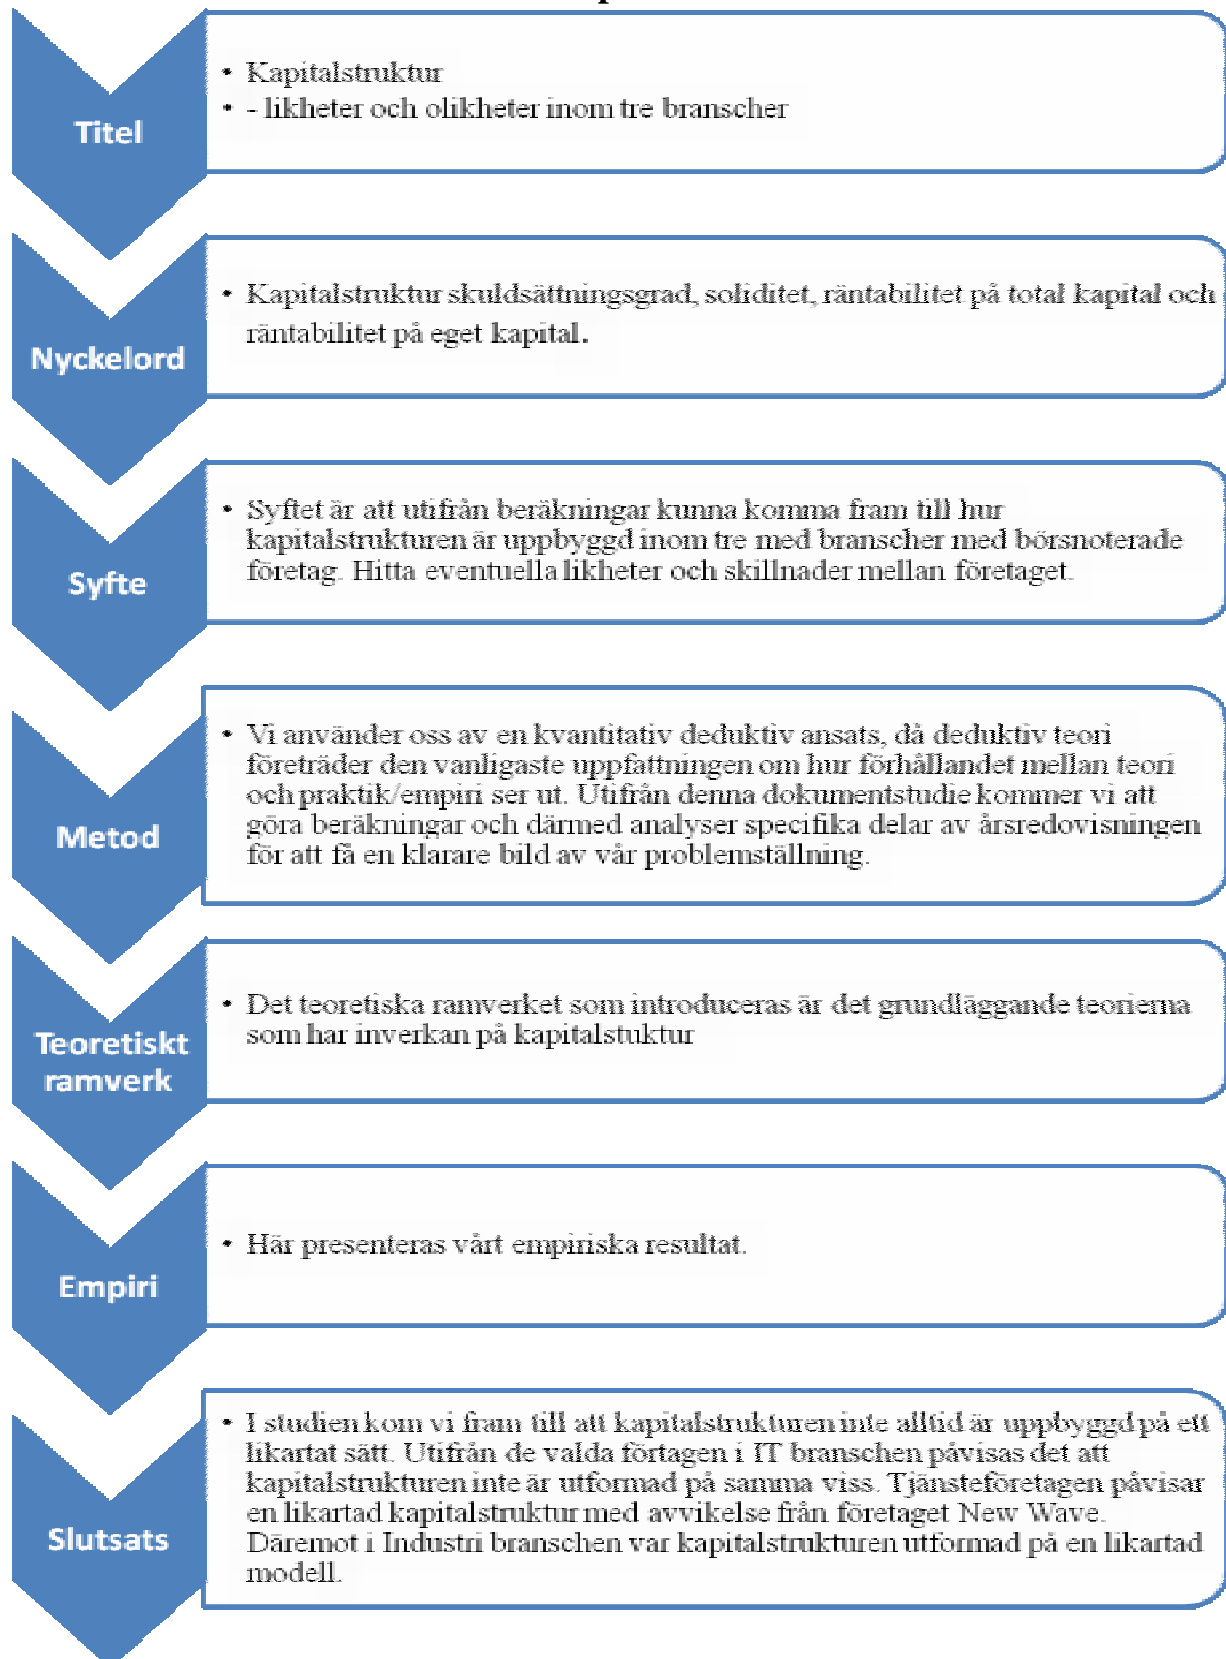 Titel
• Kapitalstruktur
• - likheter och olikheter inom tre branscher
Nyckelord
• Kapitalstruktur skuldsättningsgrad, soliditet, räntabilitet på total kapital och
räntabilitet på eget kapital.
Syfte
• Syftet är att utifrån beräkningar kunna komma fram till hur
kapitalstrukturen är uppbyggd inom tre med branscher med börsnoterade
företag. Hitta eventuella likheter och skillnader mellan företaget.
Metod
• Vi använder oss av en kvantitativ deduktiv ansats, då deduktiv teori
företräder den vanligaste uppfattningen om hur förhållandet mellan teori
och praktik/empiri ser ut. Utifrån denna dokumentstudie kommer vi att
göra beräkningar och därmed analyser specifika delar av årsredovisningen
för att få en klarare bild av vår problemställning.
Teoretiskt
ramverk
• Det teoretiska ramverket som introduceras är det grundläggande teorierna
som har inverkan på kapitalstuktur
Empiri
• Här presenteras vårt empiriska resultat.
Slutsats
• I studien kom vi fram till att kapitalstrukturen inte alltid är uppbyggd på ett
likartat sätt. Utifrån de valda förtagen i IT branschen påvisas det att
kapitalstrukturen inte är utformad på samma viss. Tjänsteföretagen påvisar
en likartad kapitalstruktur med avvikelse från företaget New Wave.
Däremot i Industri branschen var kapitalstrukturen utformad på en likartad
modell.